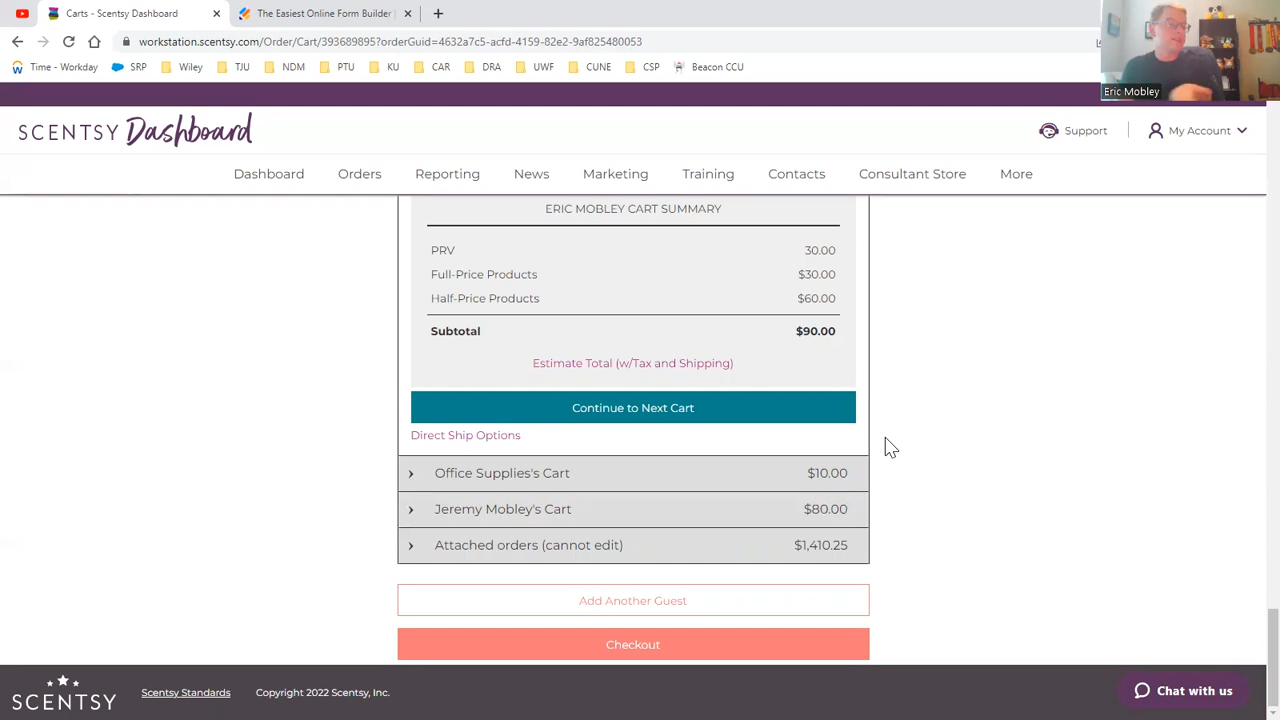 Carts - Scentsy Dashboard
The Easiest Online Form Builder
workstation.scentsy.com/Order/Cart/393689895?orderGuid=4632a7c5-acfd-4159-82e2-9af825480053
Time - Workday SRP Wiley TJU NDM PTU KU CAR DRA UWF CUNE CSP Beacon CCU
Eric Mobley
SCENTSY Dashboard
Support My Account
Dashboard Orders Reporting News Marketing Training Contacts Consultant Store More
ERIC MOBLEY CART SUMMARY
PRV 30.00
Full-Price Products $30.00
Half-Price Products $60.00
Subtotal $90.00
Estimate Total (w/Tax and Shipping)
Continue to Next Cart
Direct Ship Options
Office Supplies's Cart $10.00
Jeremy Mobley's Cart $80.00
Attached orders (cannot edit) $1,410.25
Add Another Guest
Checkout
SCENTSY Scentsy Standards Copyright 2022 Scentsy, Inc. Chat with us